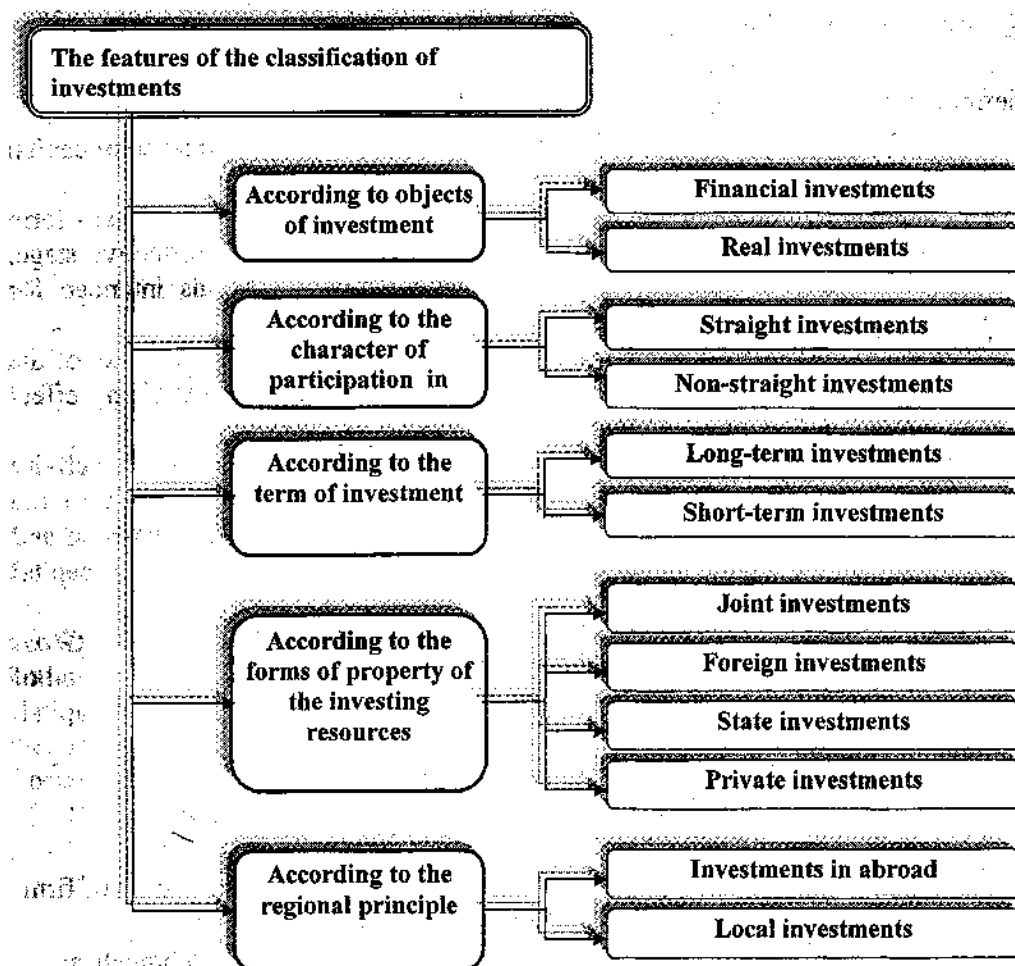 The features of the classification of
investments
According to objects
of investment
Financial investments
Real investments
According to the
character of
participation in
Straight investments
Non-straight investments
According to the
term of investment
Long-term investments
Short-term investments
According to the
forms of property of
the investing
resources
Joint investments
Foreign investments
State investments
Private investments
According to the
regional principle
Investments in abroad
Local investments